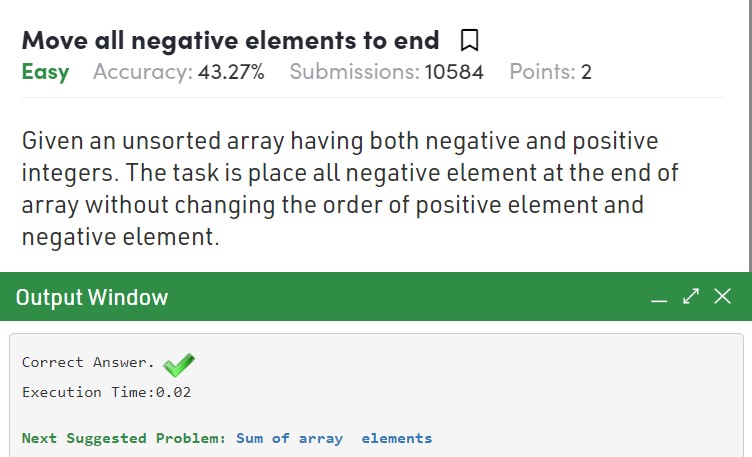 Move all negative elements to end
Easy Accuracy: 43.27% Submissions: 10584 Points: 2
Given an unsorted array having both negative and positive
integers. The task is place all negative element at the end of
array without changing the order of positive element and
negative element.
Output Window
Correct Answer.
Execution Time:0.02
Next Suggested Problem: Sum of array  elements